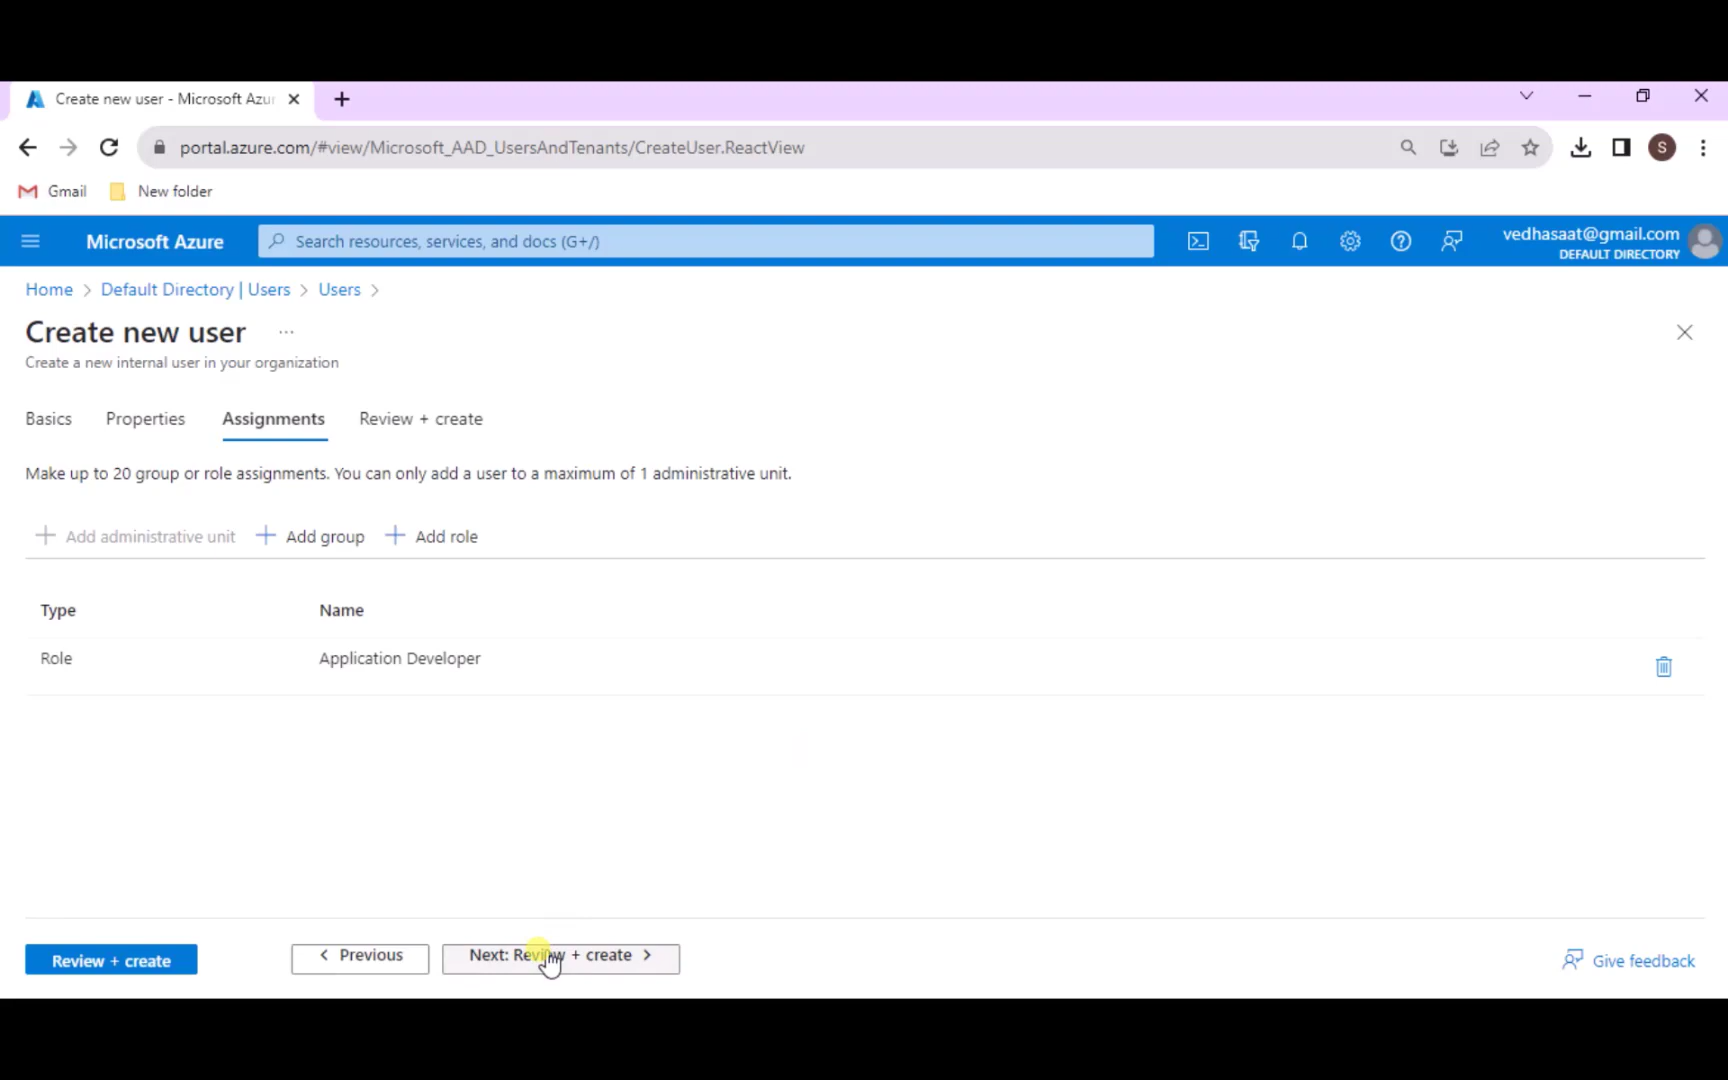 Create new user - Microsoft Azur
portal.azure.com/#view/Microsoft_AAD_UsersAndTenants/CreateUser.ReactView
S
Gmail
New folder
Microsoft Azure
Search resources, services, and docs (G+/)
vedhasaat@gmail.com
DEFAULT DIRECTORY
Home > Default Directory | Users > Users >
Create new user ...
Create a new internal user in your organization
Basics Properties Assignments Review + create
Make up to 20 group or role assignments. You can only add a user to a maximum of 1 administrative unit.
Add administrative unit Add group Add role
Type Name
Role Application Developer
Review + create < Previous Next: Review + create > Give feedback